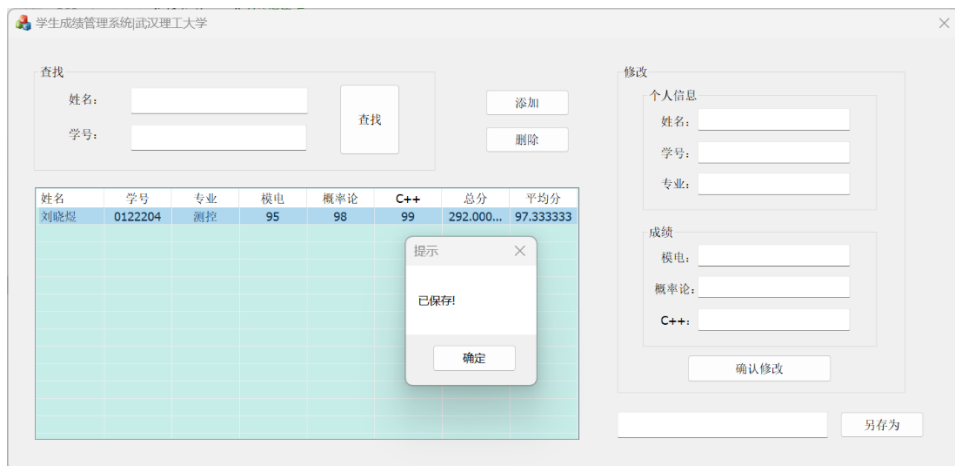 学生成绩管理系统|武汉理工大学
查找
姓名：
学号：
查找
添加
删除
姓名 学号 专业 模电 概率论 C++ 总分 平均分
刘晓煜 0122204 测控 95 98 99 292.000... 97.333333
提示
已保存!
确定
修改
个人信息
姓名：
学号：
专业：
成绩
模电：
概率论：
C++：
确认修改
另存为